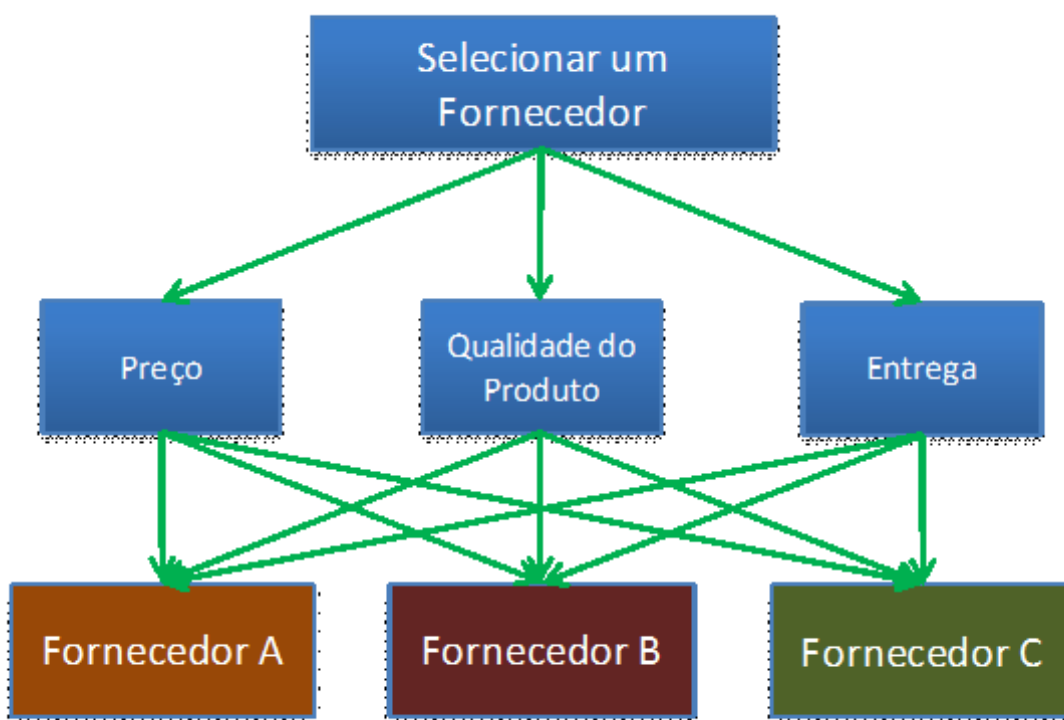 Selecionar um
Fornecedor
Preço
Qualidade do
Produto
Entrega
Fornecedor A
Fornecedor B
Fornecedor C